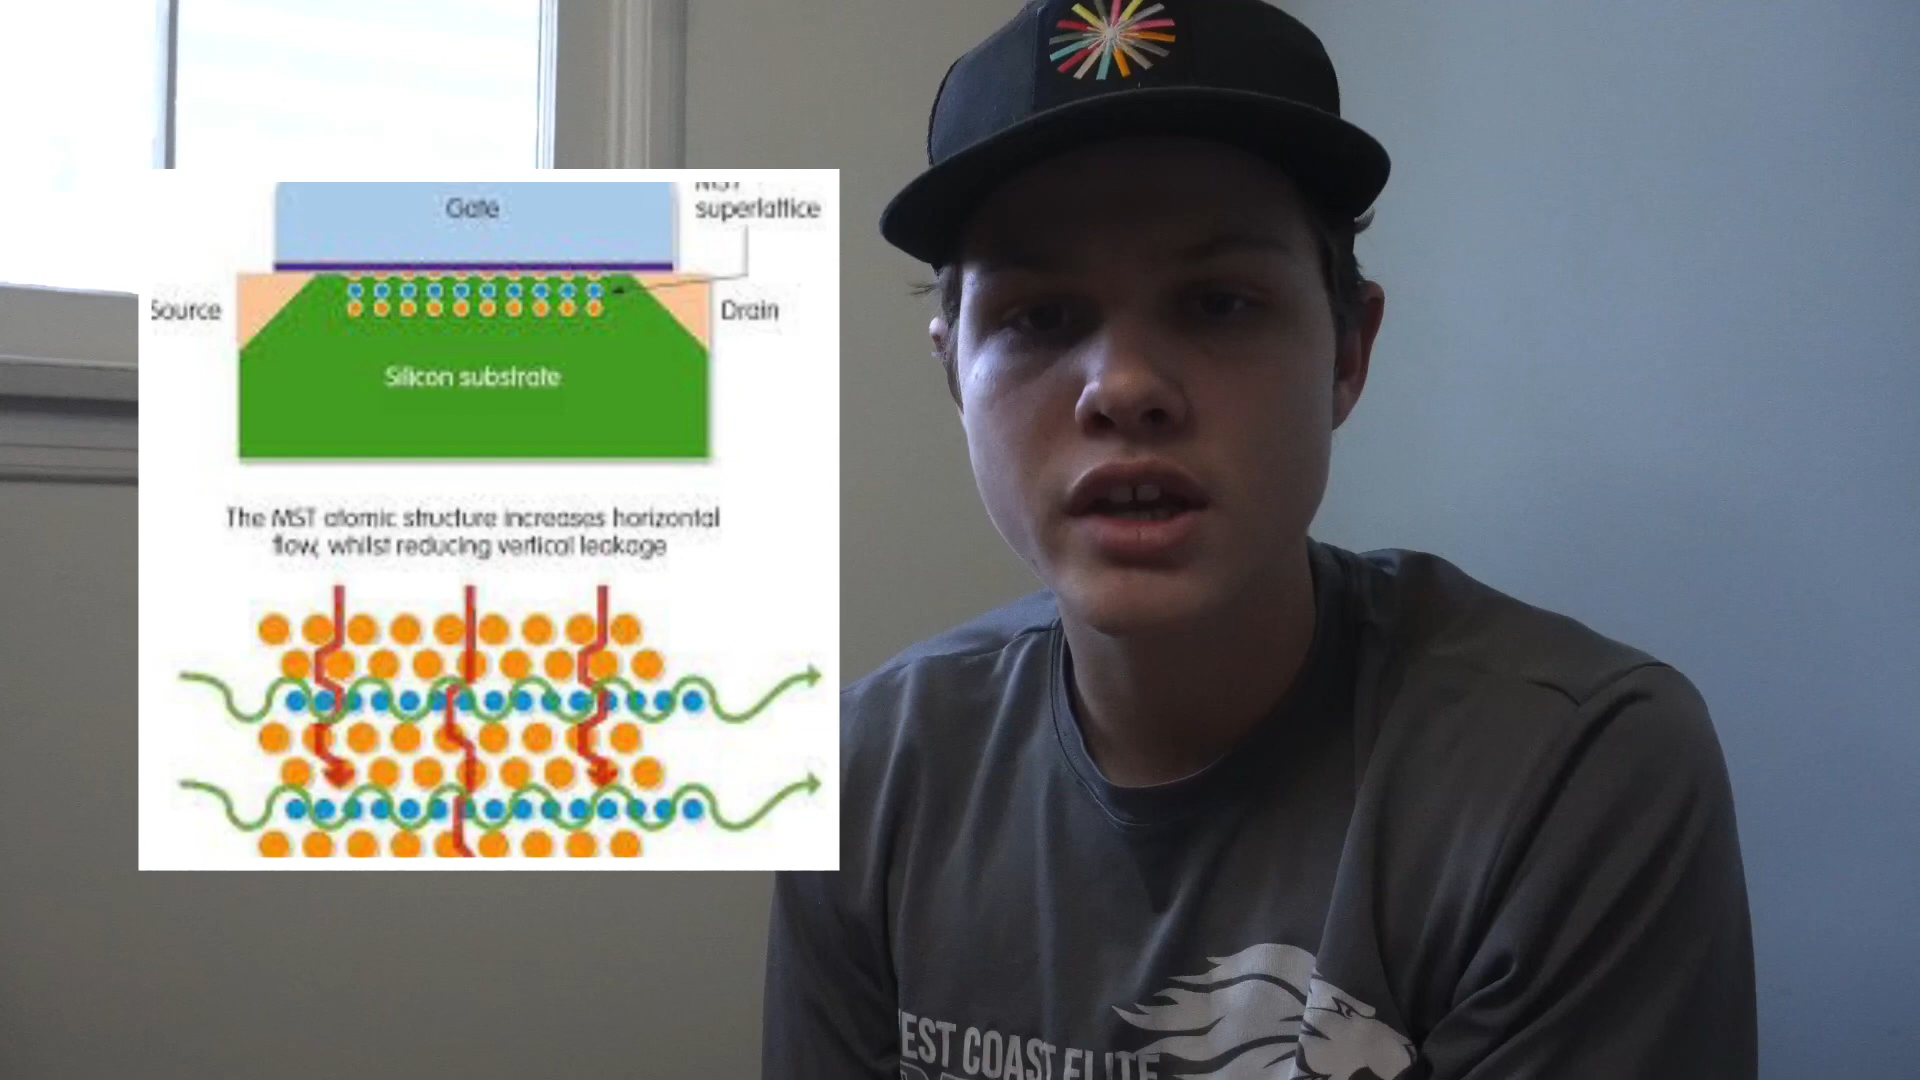 Gate
MST
superlattice
Source
Drain
Silicon substrate
The MST atomic structure increases horizontal
flow, whilst reducing vertical leakage
EST COAST ELITE